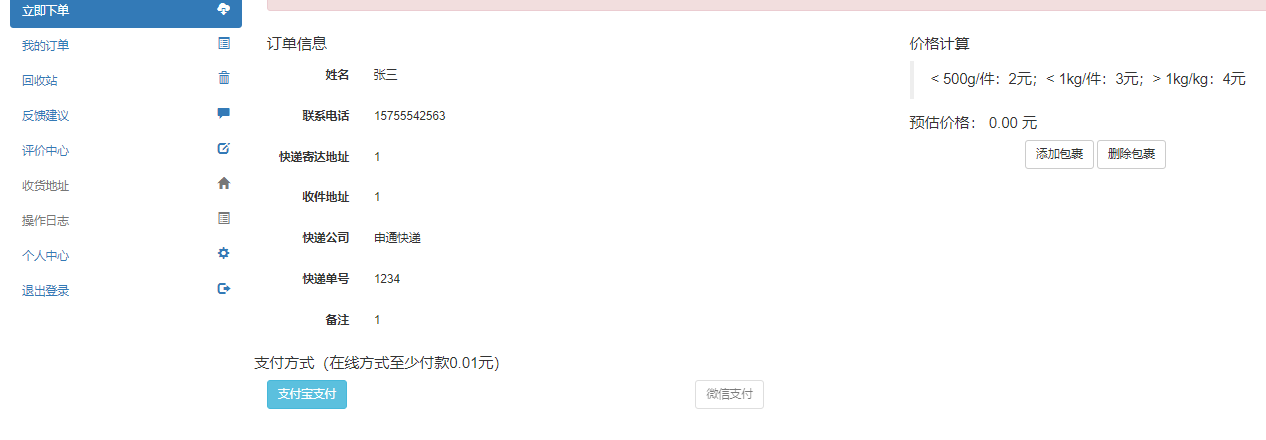 立即下单
我的订单
回收站
反馈建议
评价中心
收货地址
操作日志
个人中心
退出登录
订单信息
姓名 张三
联系电话 15755542563
快递寄达地址 1
收件地址 1
快递公司 申通快递
快递单号 1234
备注 1
支付方式（在线方式至少付款0.01元）
支付宝支付 微信支付
价格计算
< 500g/件：2元；< 1kg/件：3元；> 1kg/kg：4元
预估价格： 0.00 元
添加包裹 删除包裹